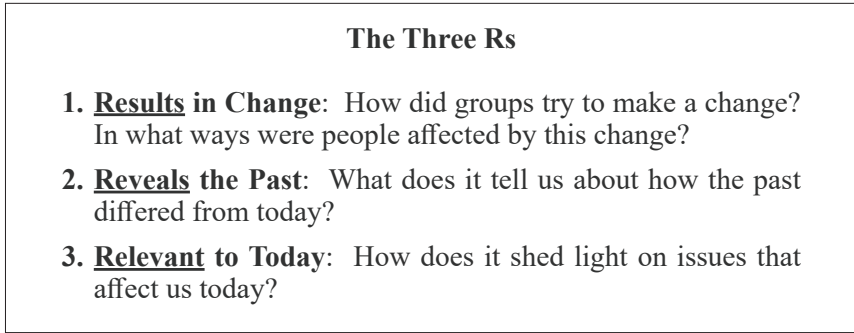 The Three Rs
1. Results in Change: How did groups try to make a change?
In what ways were people affected by this change?
2. Reveals the Past: What does it tell us about how the past
differed from today?
3. Relevant to Today: How does it shed light on issues that
affect us today?